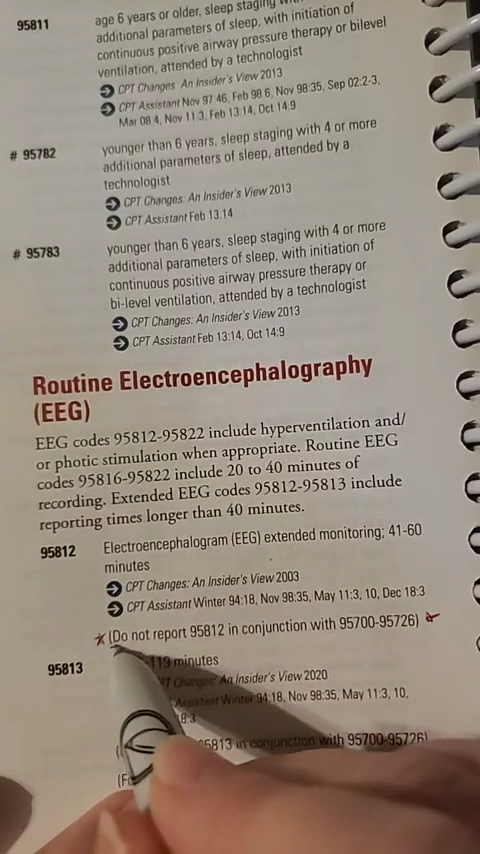 95811 age 6 years or older, sleep staging with
additional parameters of sleep, with initiation of
continuous positive airway pressure therapy or bilevel
ventilation, attended by a technologist
CPT Changes: An Insider's View 2013
CPT Assistant Nov 97:46, Feb 98:6, Nov 98:35, Sep 02:2-3,
Mar 08:4, Nov 11:3, Feb 13:14, Oct 14:9
# 95782 younger than 6 years, sleep staging with 4 or more
additional parameters of sleep, attended by a
technologist
CPT Changes: An Insider's View 2013
CPT Assistant Feb 13:14
# 95783 younger than 6 years, sleep staging with 4 or more
additional parameters of sleep, with initiation of
continuous positive airway pressure therapy or
bi-level ventilation, attended by a technologist
CPT Changes: An Insider's View 2013
CPT Assistant Feb 13:14, Oct 14:9
Routine Electroencephalography
(EEG)
EEG codes 95812-95822 include hyperventilation and/
or photic stimulation when appropriate. Routine EEG
codes 95816-95822 include 20 to 40 minutes of
recording. Extended EEG codes 95812-95813 include
reporting times longer than 40 minutes.
95812 Electroencephalogram (EEG) extended monitoring; 41-60
minutes
CPT Changes: An Insider's View 2003
CPT Assistant Winter 94:18, Nov 98:35, May 11:3, 10, Dec 18:3
(Do not report 95812 in conjunction with 95700-95726)
95813 119 minutes
CPT Changes: An Insider's View 2020
Assistant Winter 94:18, Nov 98:35, May 11:3, 10,
18:3
95813 in conjunction with 95700-95726)